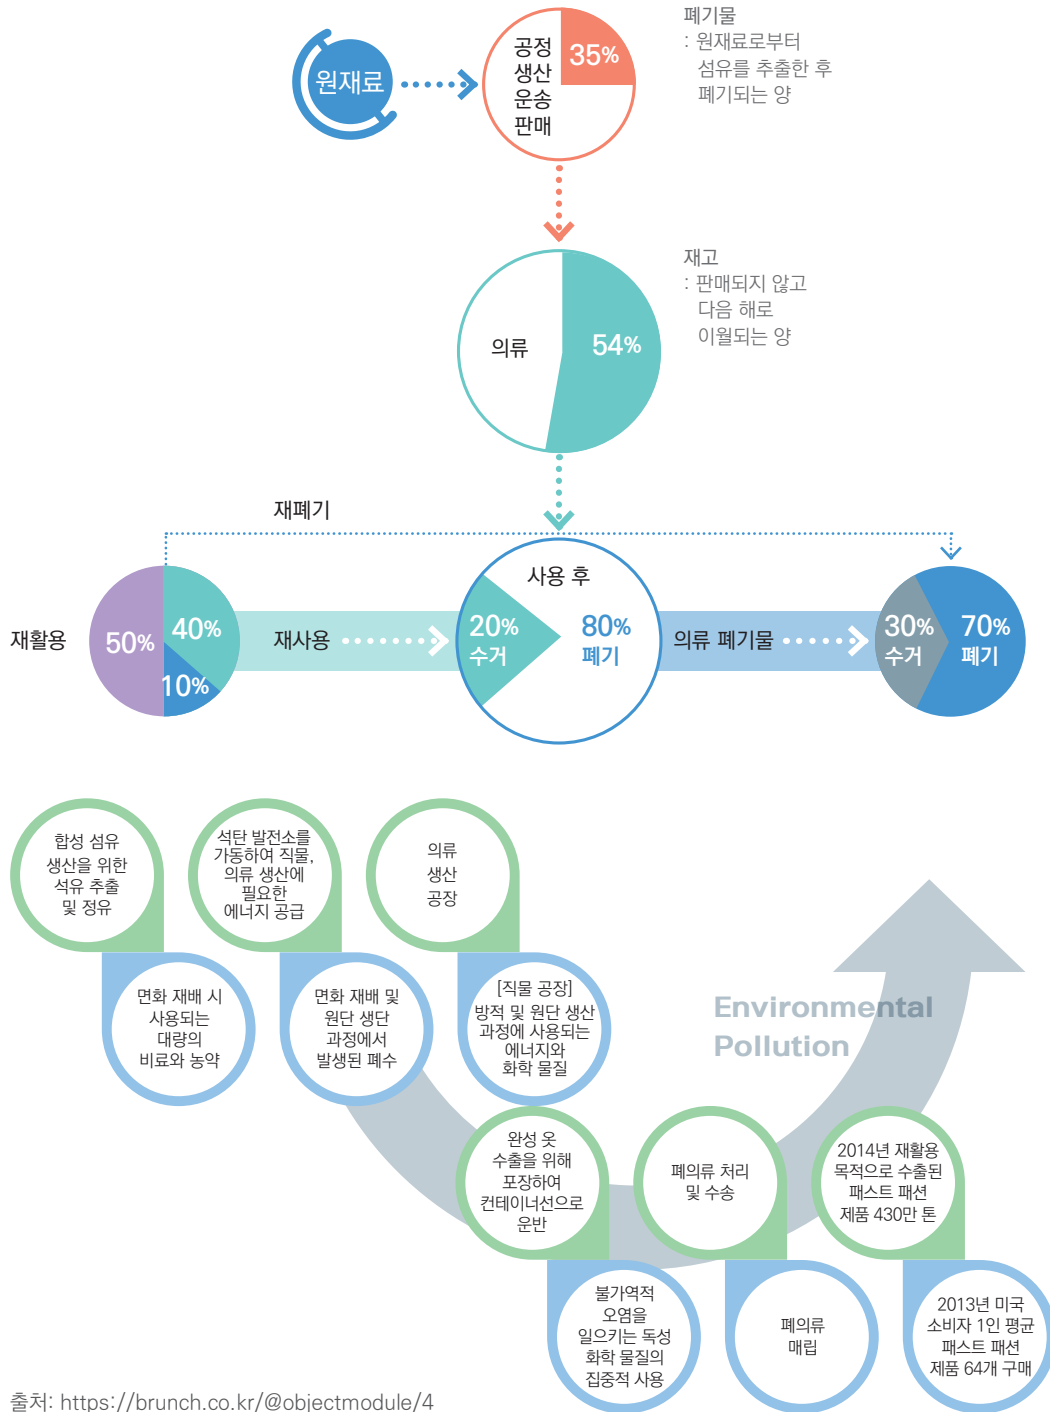 원재료
공정
생산
운송
판매
35%
폐기물
: 원재료로부터
섬유를 추출한 후
폐기되는 양
의류
54%
재고
: 판매되지 않고
다음 해로
이월되는 양
재폐기
재활용
50%
40%
10%
재사용
사용 후
20%
수거
80%
폐기
의류 폐기물
30%
수거
70%
폐기
합성 섬유
생산을 위한
석유 추출
및 정유
석탄 발전소를
가동하여 직물,
의류 생산에
필요한
에너지 공급
의류
생산
공장
면화 재배 시
사용되는
대량의
비료와 농약
면화 재배 및
원단 생단
과정에서
발생된 폐수
[직물 공장]
방적 및 원단 생산
과정에 사용되는
에너지와
화학 물질
Environmental
Pollution
완성 옷
수출을 위해
포장하여
컨테이너선으로
운반
폐의류 처리
및 수송
2014년 재활용
목적으로 수출된
패스트 패션
제품 430만 톤
불가역적
오염을
일으키는 독성
화학 물질의
집중적 사용
폐의류
매립
2013년 미국
소비자 1인 평균
패스트 패션
제품 64개 구매
출처: https://brunch.co.kr/@objectmodule/4